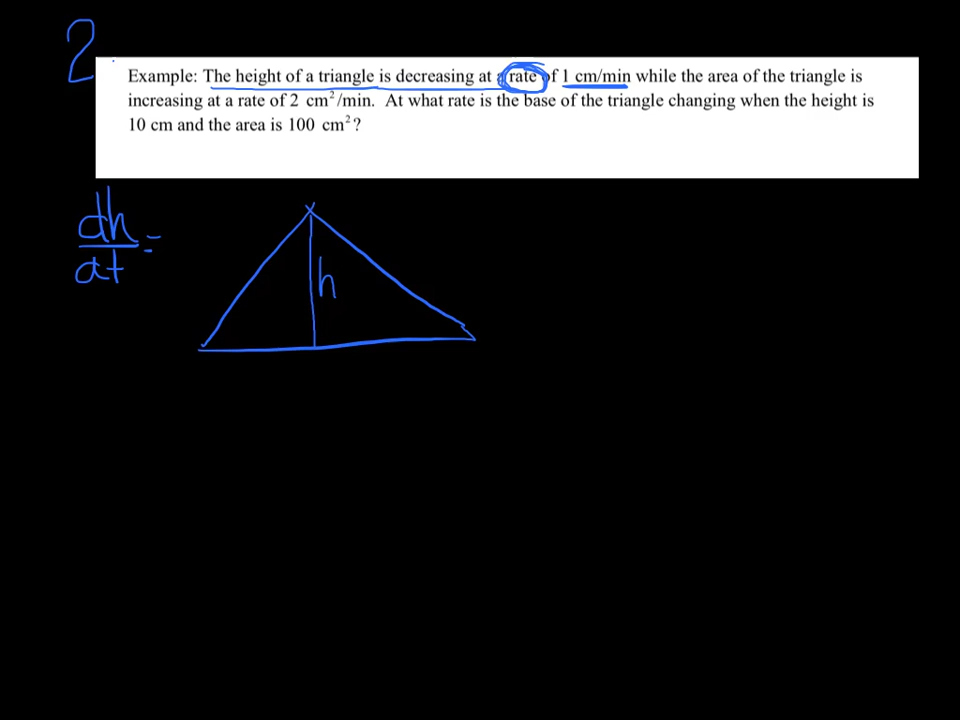 2.
Example: The height of a triangle is decreasing at a rate of 1 cm/min while the area of the triangle is
increasing at a rate of 2 cm²/min. At what rate is the base of the triangle changing when the height is
10 cm and the area is 100 cm²?
dh/dt =
h